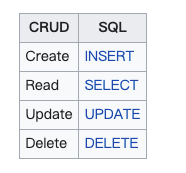 CRUD SQL
Create INSERT
Read SELECT
Update UPDATE
Delete DELETE